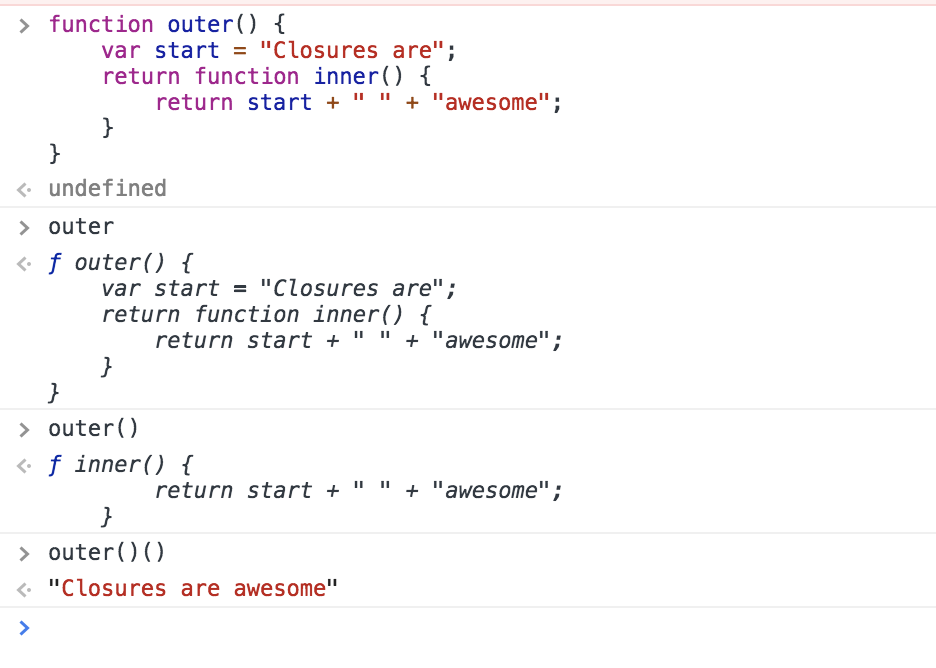 > function outer() {
    var start = "Closures are";
    return function inner() {
        return start + " " + "awesome";
    }
}
<· undefined
> outer
<· ƒ outer() {
    var start = "Closures are";
    return function inner() {
        return start + " " + "awesome";
    }
}
> outer()
<· ƒ inner() {
        return start + " " + "awesome";
    }
> outer()()
<· "Closures are awesome"
>